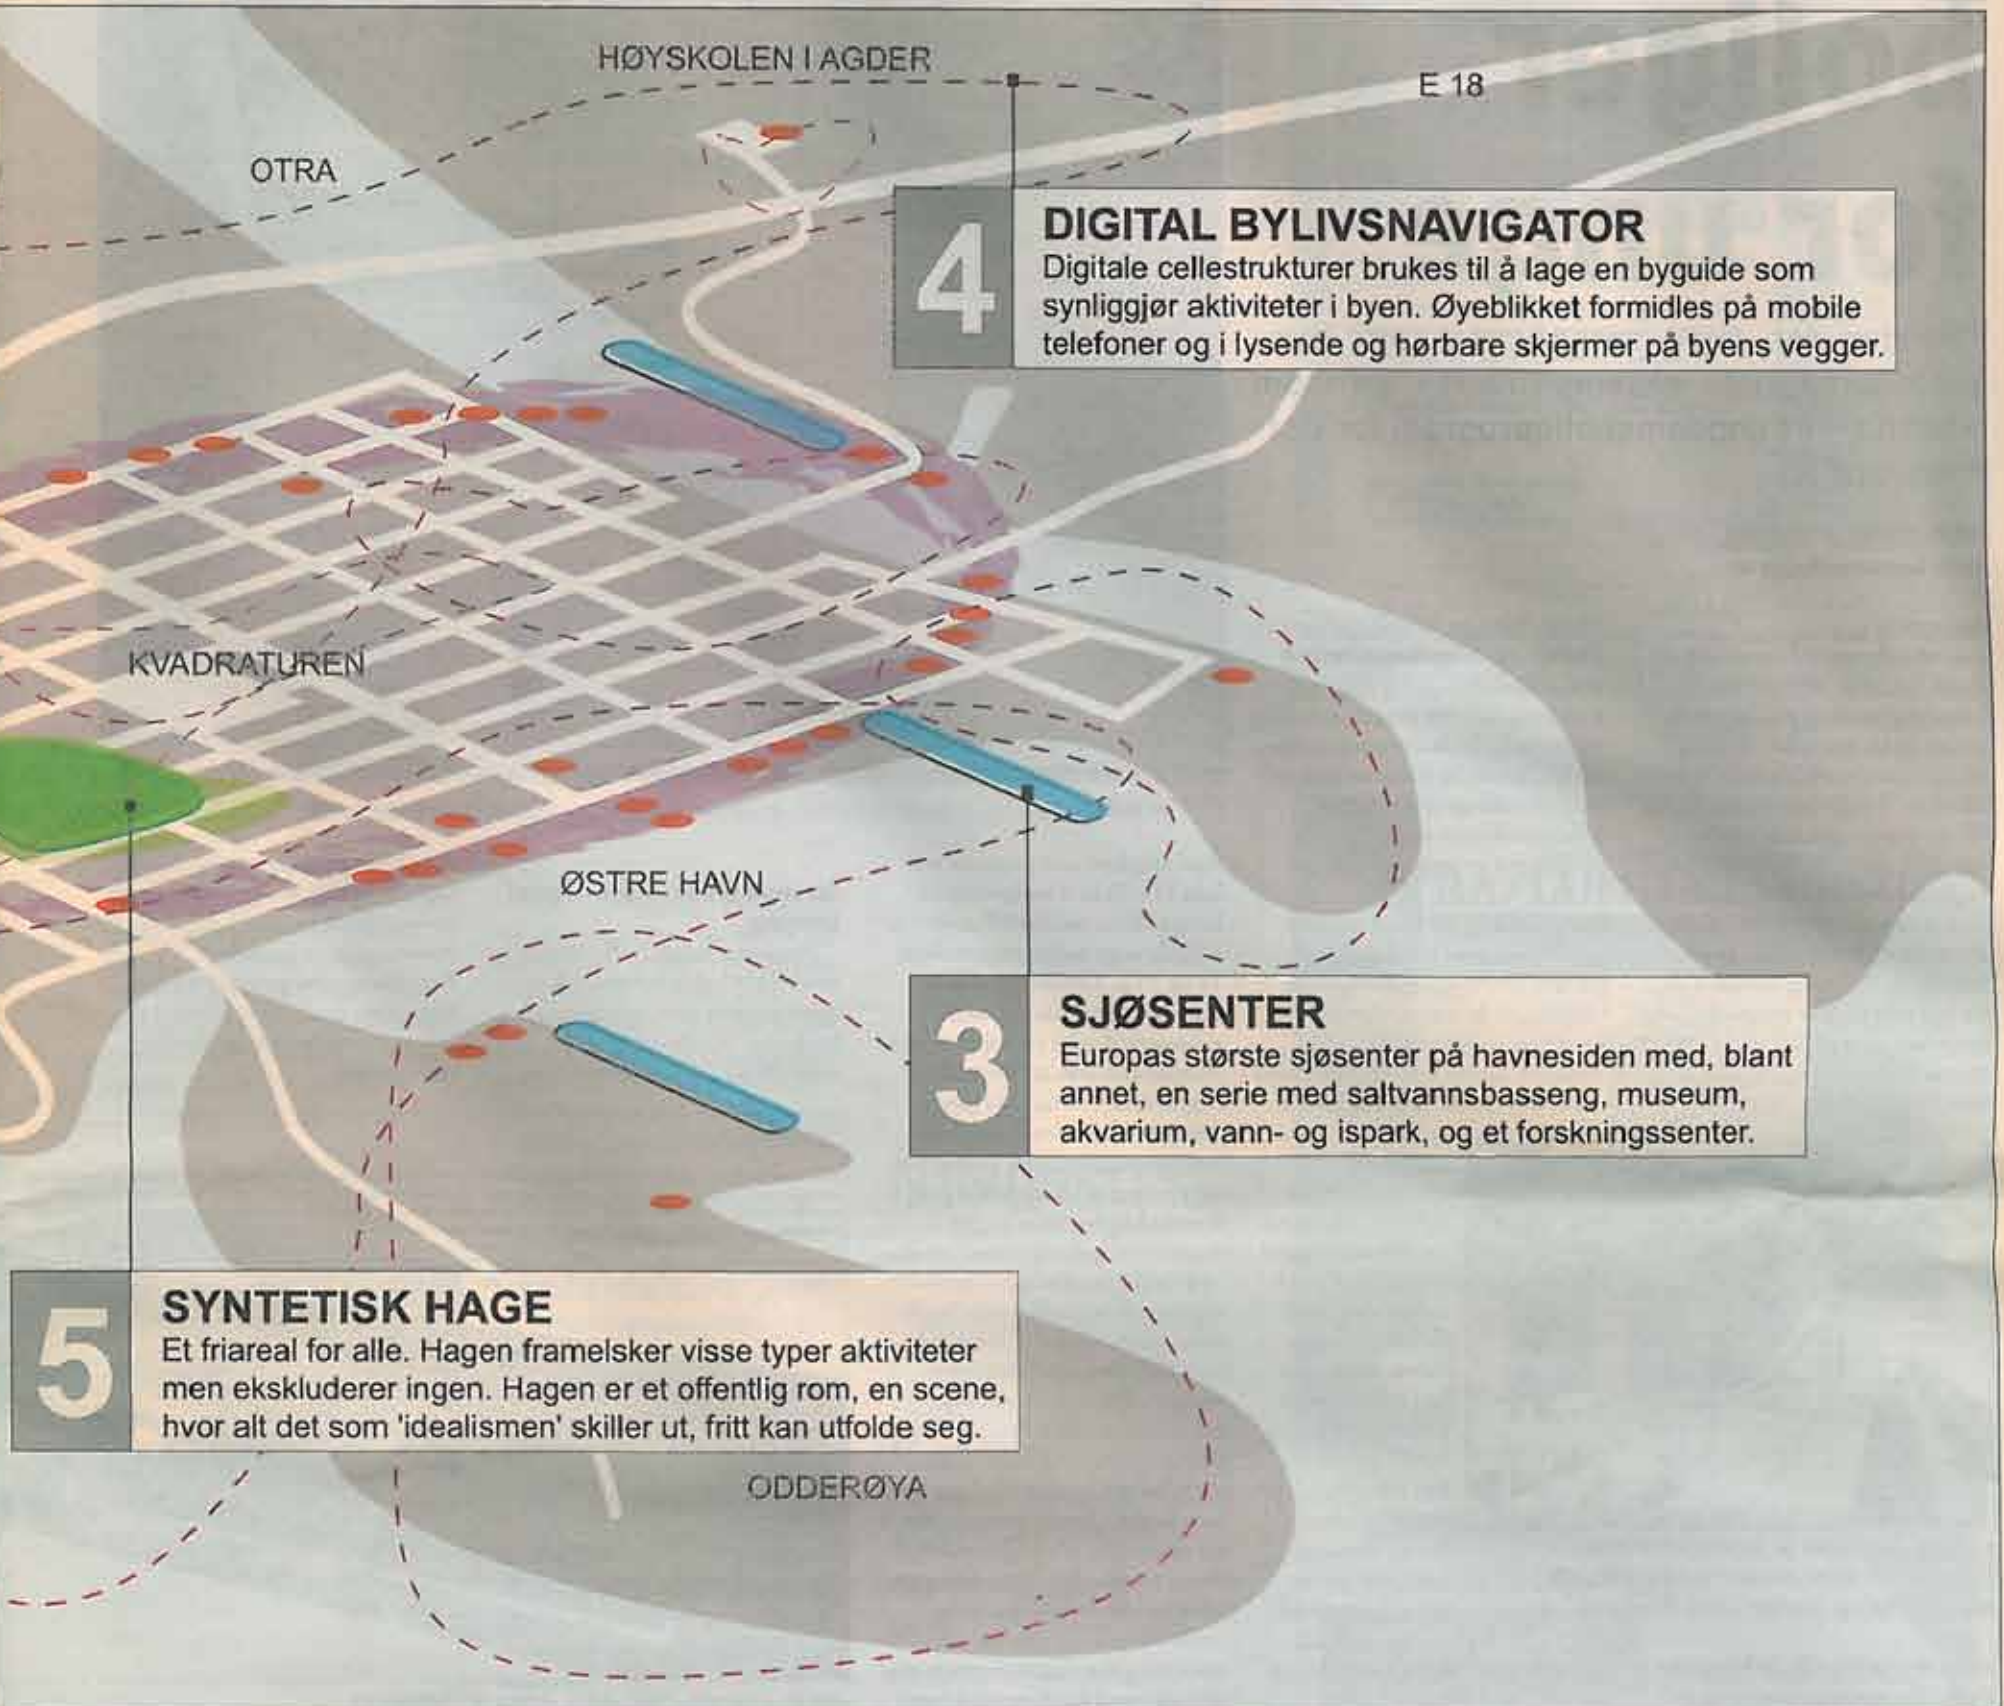 HØYSKOLEN I AGDER
E 18
OTRA
4
DIGITAL BYLIVSNAVIGATOR
Digitale cellestrukturer brukes til å lage en byguide som
synliggjør aktiviteter i byen. Øyeblikket formidles på mobile
telefoner og i lysende og hørbare skjermer på byens vegger.
KVADRATUREN
ØSTRE HAVN
3
SJØSENTER
Europas største sjøsenter på havnesiden med, blant
annet, en serie med saltvannsbasseng, museum,
akvarium, vann- og ispark, og et forskningssenter.
5
SYNTETISK HAGE
Et friareal for alle. Hagen framelsker visse typer aktiviteter
men ekskluderer ingen. Hagen er et offentlig rom, en scene,
hvor alt det som 'idealismen' skiller ut, fritt kan utfolde seg.
ODDERØYA